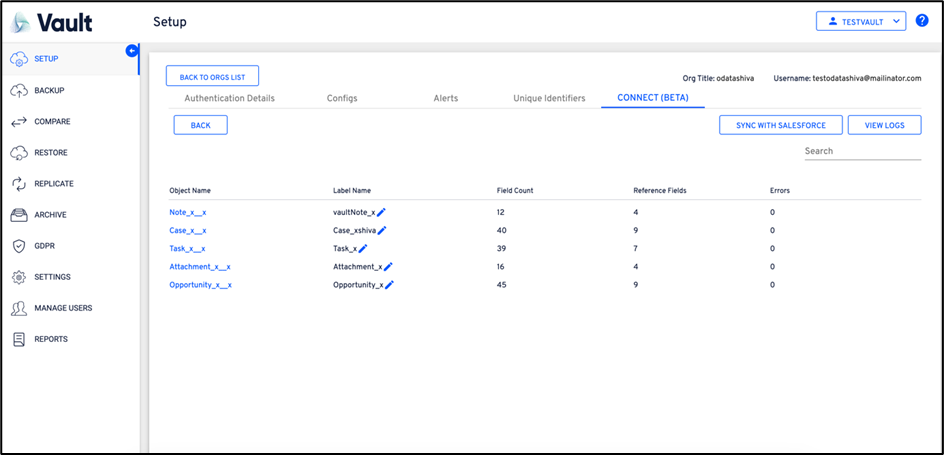 Vault
Setup
TESTVAULT
?
SETUP
BACKUP
COMPARE
RESTORE
REPLICATE
ARCHIVE
GDPR
SETTINGS
MANAGE USERS
REPORTS
BACK TO ORGS LIST
Org Title: odatashiva Username: testodatashiva@mailinator.com
Authentication Details Configs Alerts Unique Identifiers CONNECT (BETA)
BACK SYNC WITH SALESFORCE VIEW LOGS
Search
Object Name Label Name Field Count Reference Fields Errors
Note_x__x vaultNote_x 12 4 0
Case_x__x Case_xshiva 40 9 0
Task_x__x Task_x 39 7 0
Attachment_x__x Attachment_x 16 4 0
Opportunity_x__x Opportunity_x 45 9 0